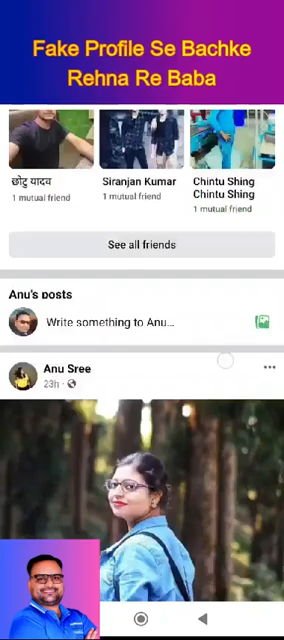 Fake Profile Se Bachke
Rehna Re Baba
छोटु यादव
1 mutual friend
Siranjan Kumar
1 mutual friend
Chintu Shing
Chintu Shing
1 mutual friend
See all friends
Anu's posts
Write something to Anu...
Anu Sree
23h